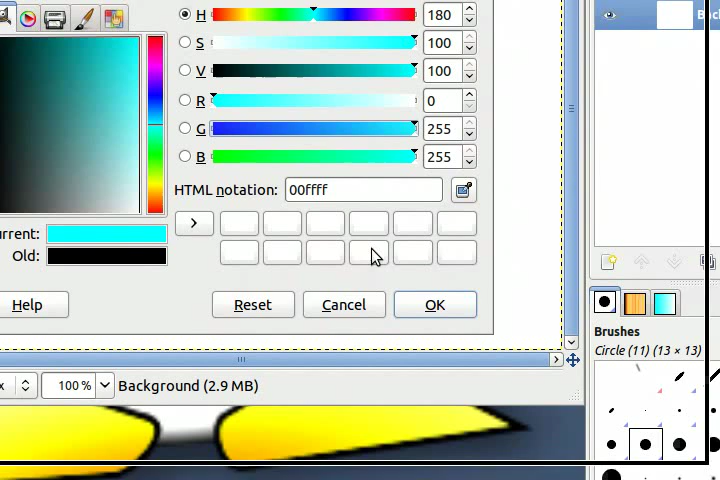 H 180
S 100
V 100
R 0
G 255
B 255
HTML notation: 00ffff
>
urrent:
Old:
Help Reset Cancel OK
100 % Background (2.9 MB)
Brushes
Circle (11) (13 × 13)